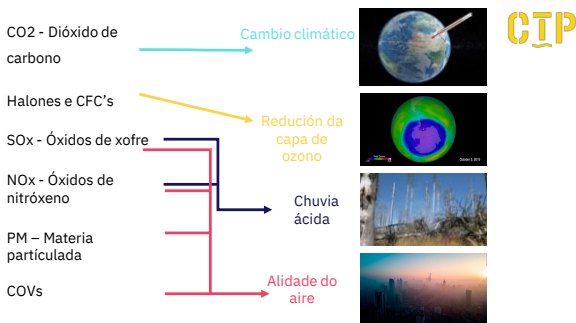 CO2 - Dióxido de
carbono
Cambio climático
CTP
Halones e CFC's
Redución da
capa de
ozono
SOx - Óxidos de xofre
NOx - Óxidos de
nitróxeno
Chuvia
ácida
PM – Materia
partículada
COVs
Alidade do
aire